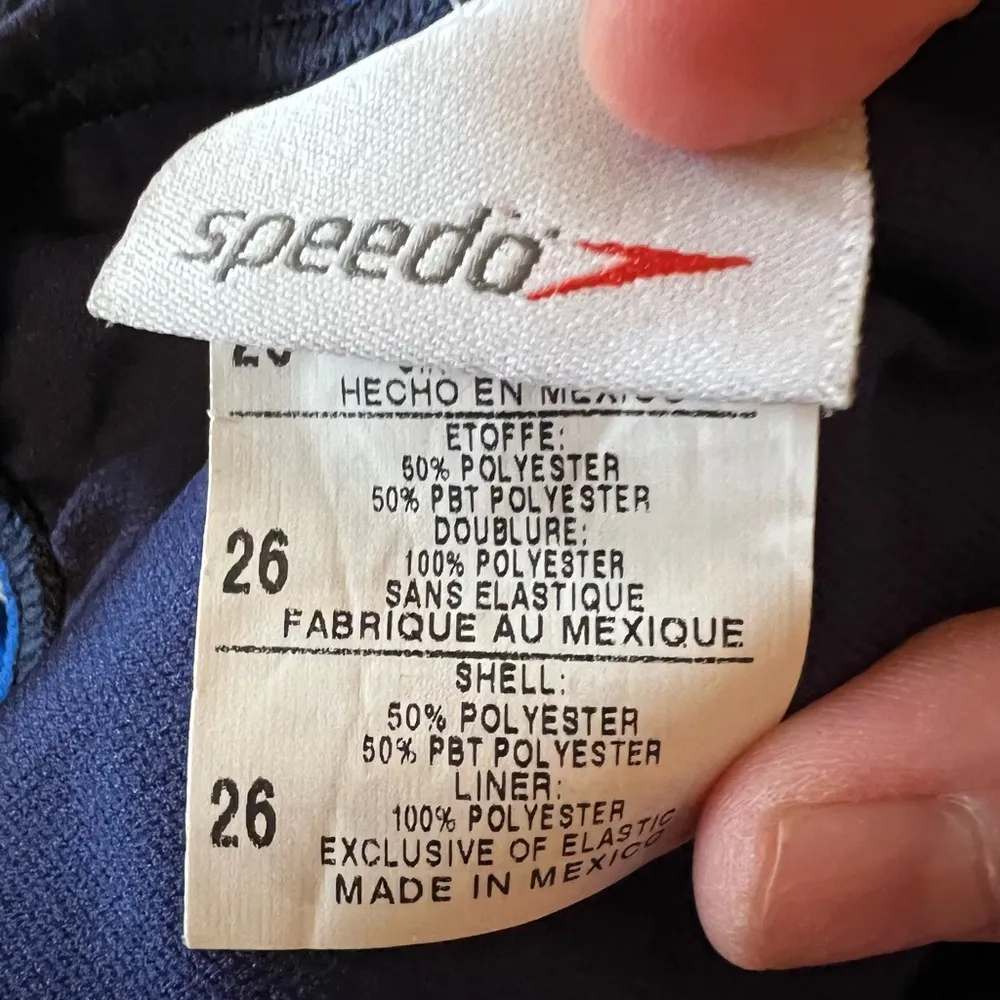 speedo
HECHO EN MEXICO
ETOFFE:
50% POLYESTER
50% PBT POLYESTER
DOUBLURE:
26
100% POLYESTER
SANS ELASTIQUE
FABRIQUE AU MEXIQUE
SHELL:
50% POLYESTER
50% PBT POLYESTER
LINER:
26
100% POLYESTER
EXCLUSIVE OF ELASTIC
MADE IN MEXICO